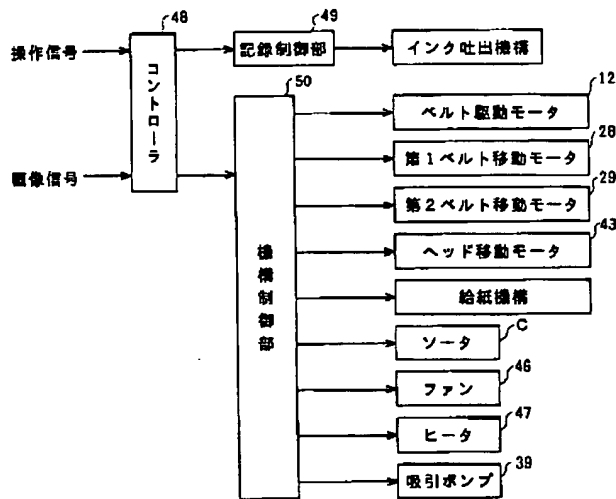 48
49
操作信号
コントローラ
記録制御部
インク吐出機構
50
12
ベルト駆動モータ
28
第1ベルト移動モータ
画像信号
29
第2ベルト移動モータ
43
ヘッド移動モータ
機構制御部
給紙機構
C
ソータ
46
ファン
47
ヒータ
39
吸引ポンプ